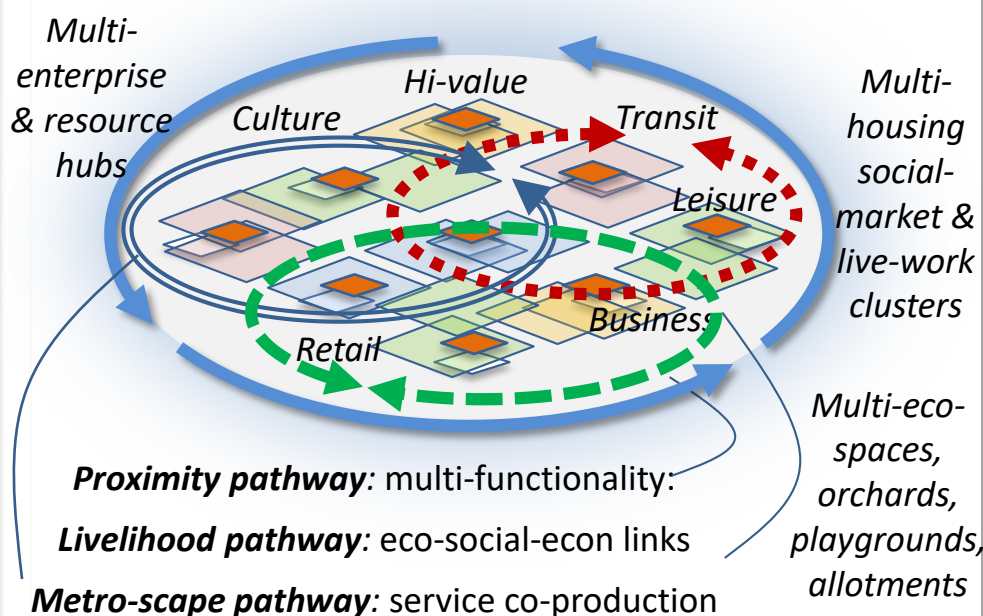 Multi-
enterprise
& resource
hubs
Culture
Hi-value
Transit
Leisure
Business
Retail
Multi-
housing
social-
market &
live-work
clusters
Multi-eco-
spaces,
orchards,
playgrounds,
allotments
Proximity pathway: multi-functionality:
Livelihood pathway: eco-social-econ links
Metro-scape pathway: service co-production